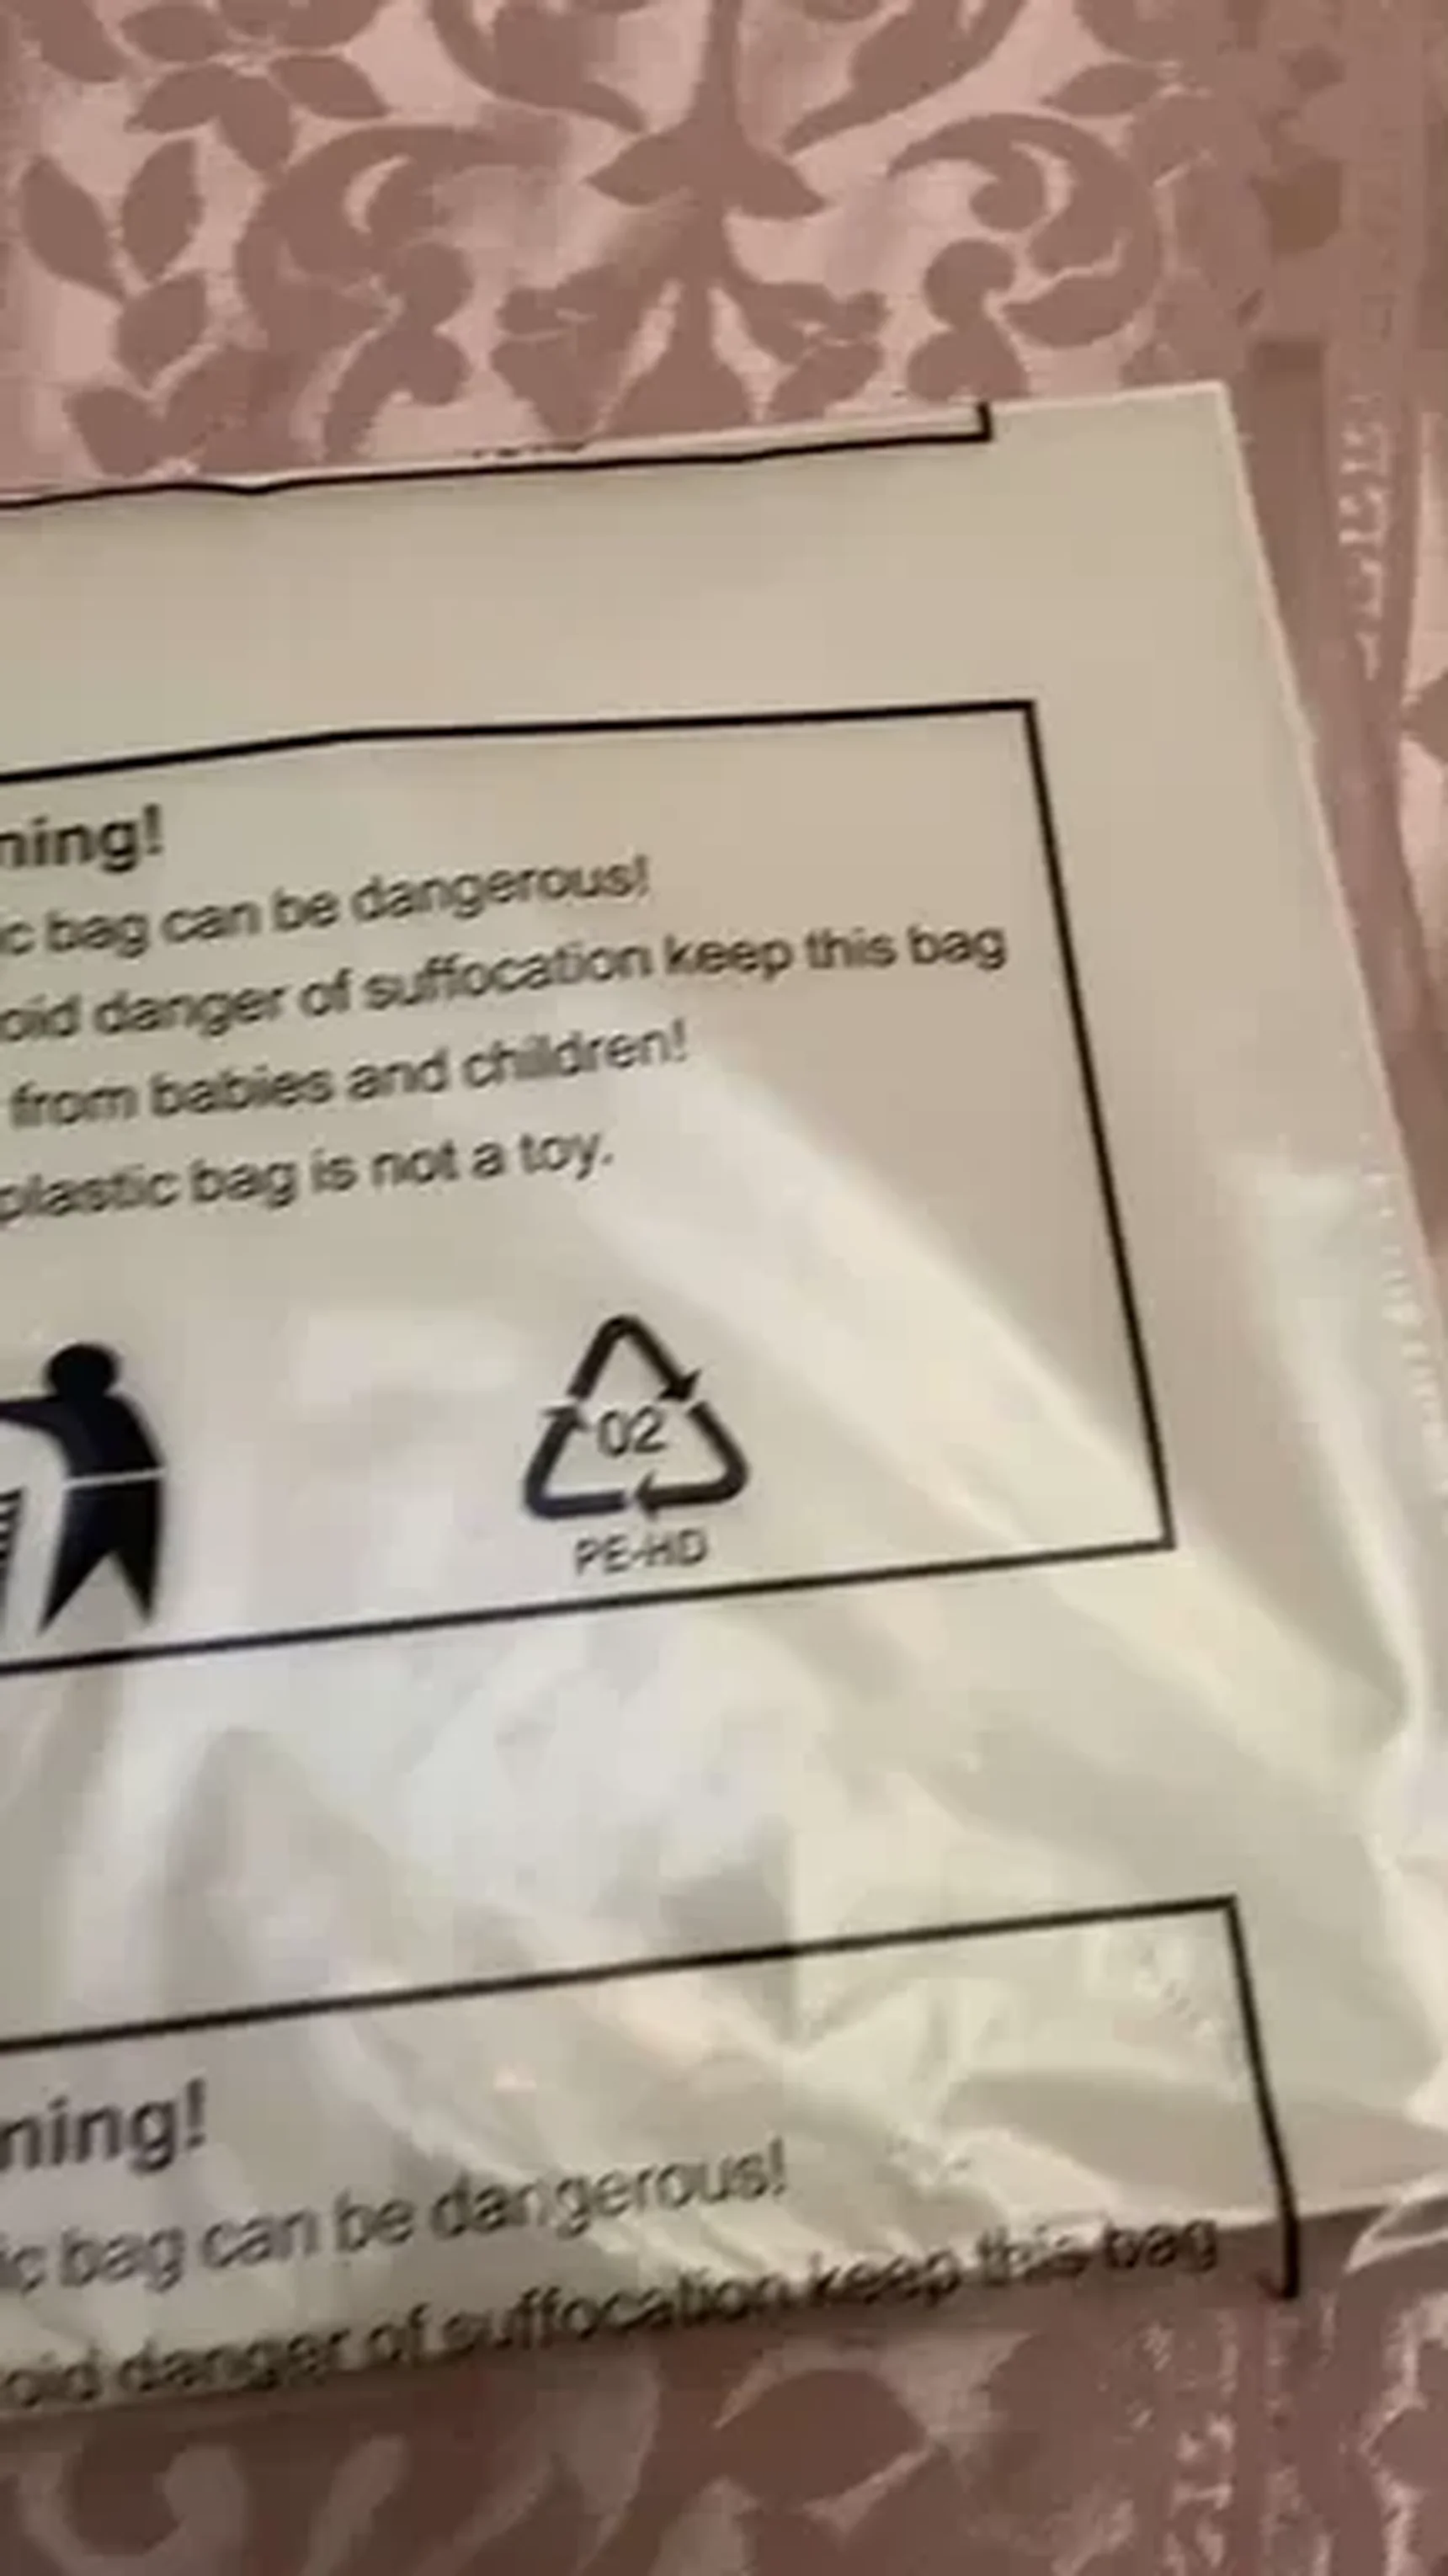 ning!
ic bag can be dangerous!
oid danger of suffocation keep this bag
from babies and children!
plastic bag is not a toy.
02
PE-HD
ning!
ic bag can be dangerous!
oid danger of suffocation keep this bag